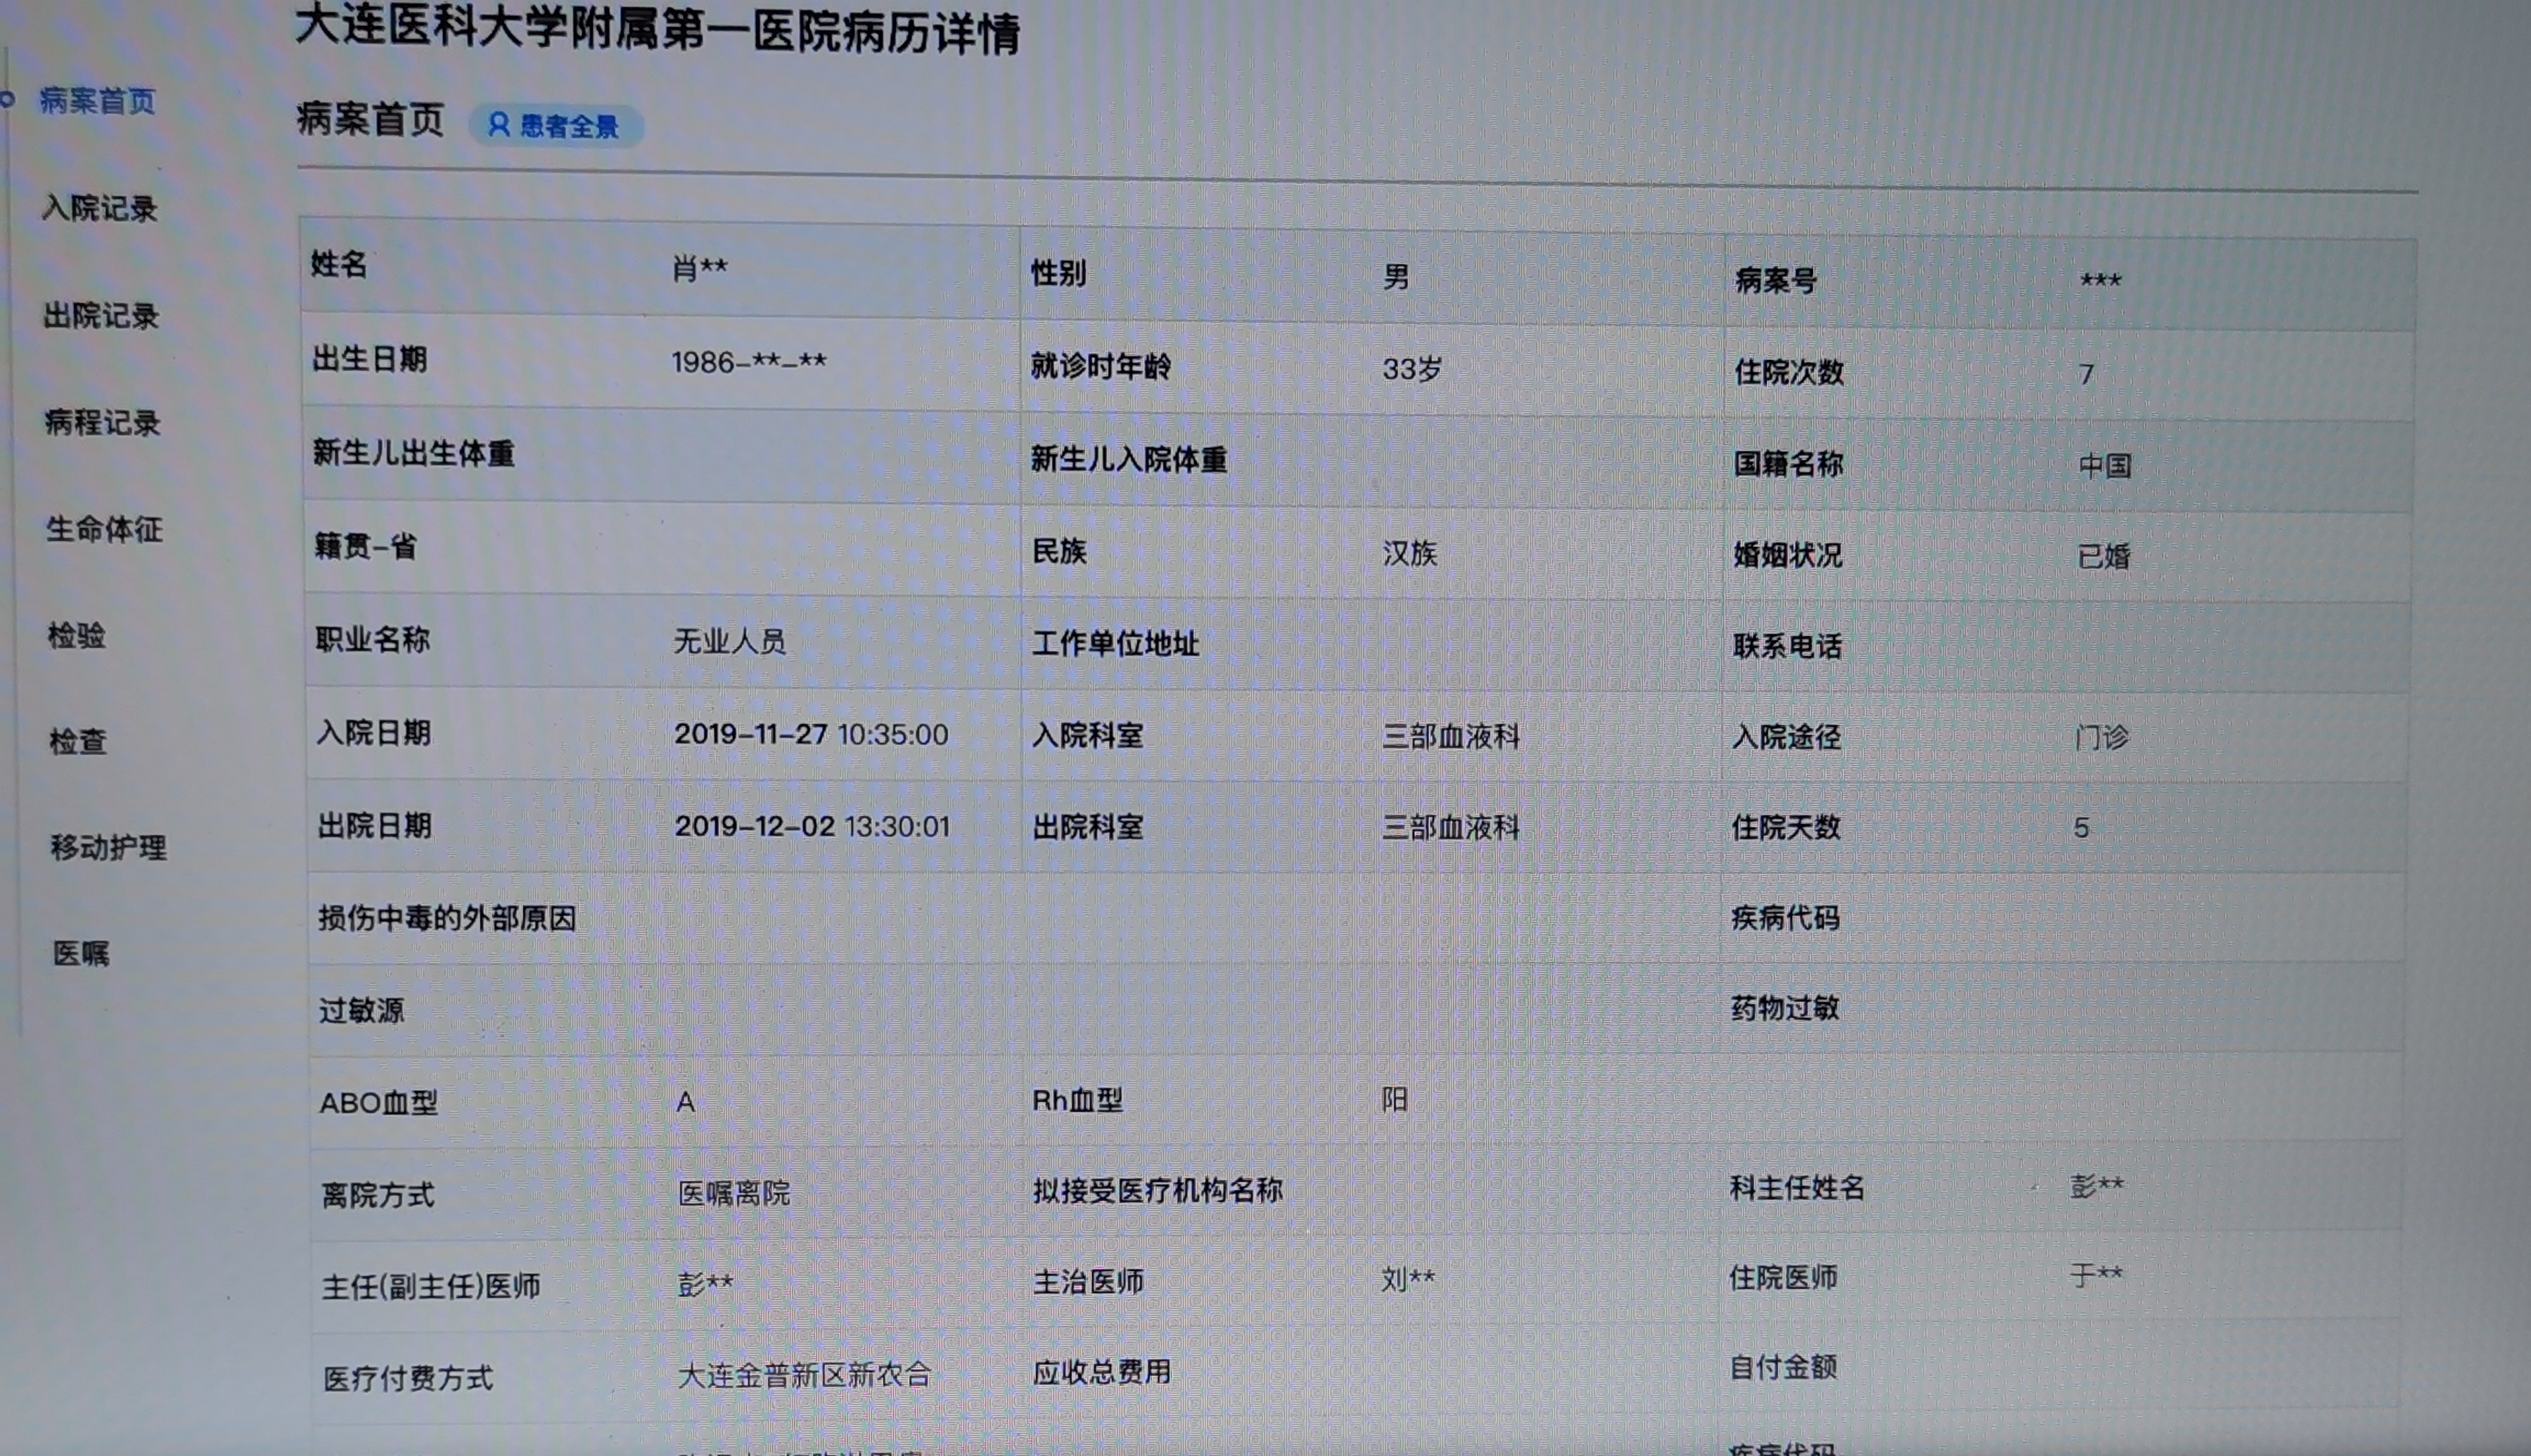 大连医科大学附属第一医院病历详情
病案首页
入院记录
出院记录
病程记录
生命体征
检验
检查
移动护理
医嘱
病案首页 患者全景
姓名 肖** 性别 男 病案号 ***
出生日期 1986-**-** 就诊时年龄 33岁 住院次数 7
新生儿出生体重 新生儿入院体重 国籍名称 中国
籍贯-省 民族 汉族 婚姻状况 已婚
职业名称 无业人员 工作单位地址 联系电话
入院日期 2019-11-27 10:35:00 入院科室 三部血液科 入院途径 门诊
出院日期 2019-12-02 13:30:01 出院科室 三部血液科 住院天数 5
损伤中毒的外部原因 疾病代码
过敏源 药物过敏
ABO血型 A Rh血型 阳
离院方式 医嘱离院 拟接受医疗机构名称 科主任姓名 彭**
主任(副主任)医师 彭** 主治医师 刘** 住院医师 于**
医疗付费方式 大连金普新区新农合 应收总费用 自付金额
疾病代码